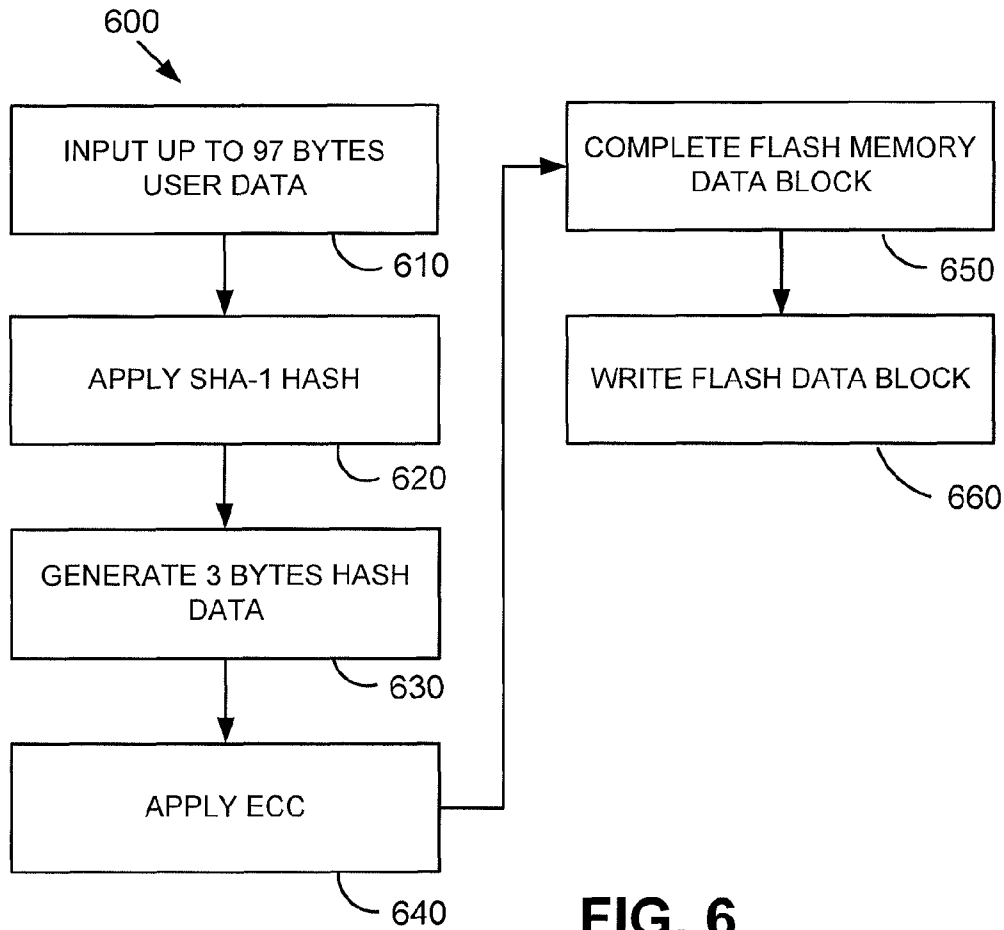 600
INPUT UP TO 97 BYTES
USER DATA
610
APPLY SHA-1 HASH
620
GENERATE 3 BYTES HASH
DATA
630
APPLY ECC
640
COMPLETE FLASH MEMORY
DATA BLOCK
650
WRITE FLASH DATA BLOCK
660
FIG. 6